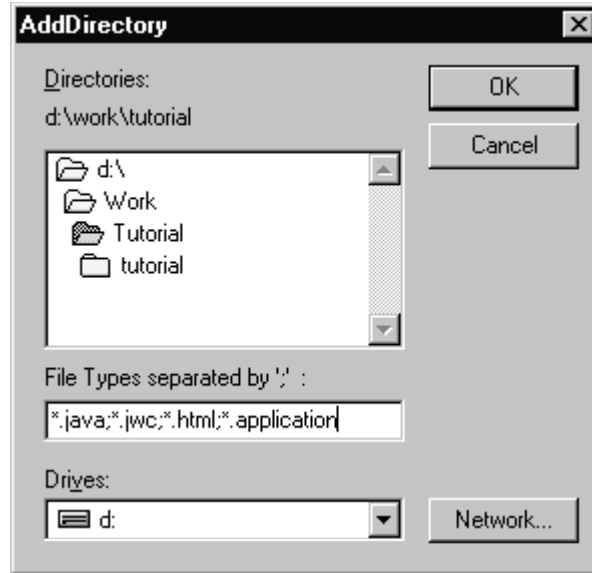 AddDirectory
Directories:
d:\work\tutorial
d:\
Work
Tutorial
tutorial
File Types separated by ';' :
*.java;*.jwc;*.html;*.application
Drives:
d:
OK
Cancel
Network...